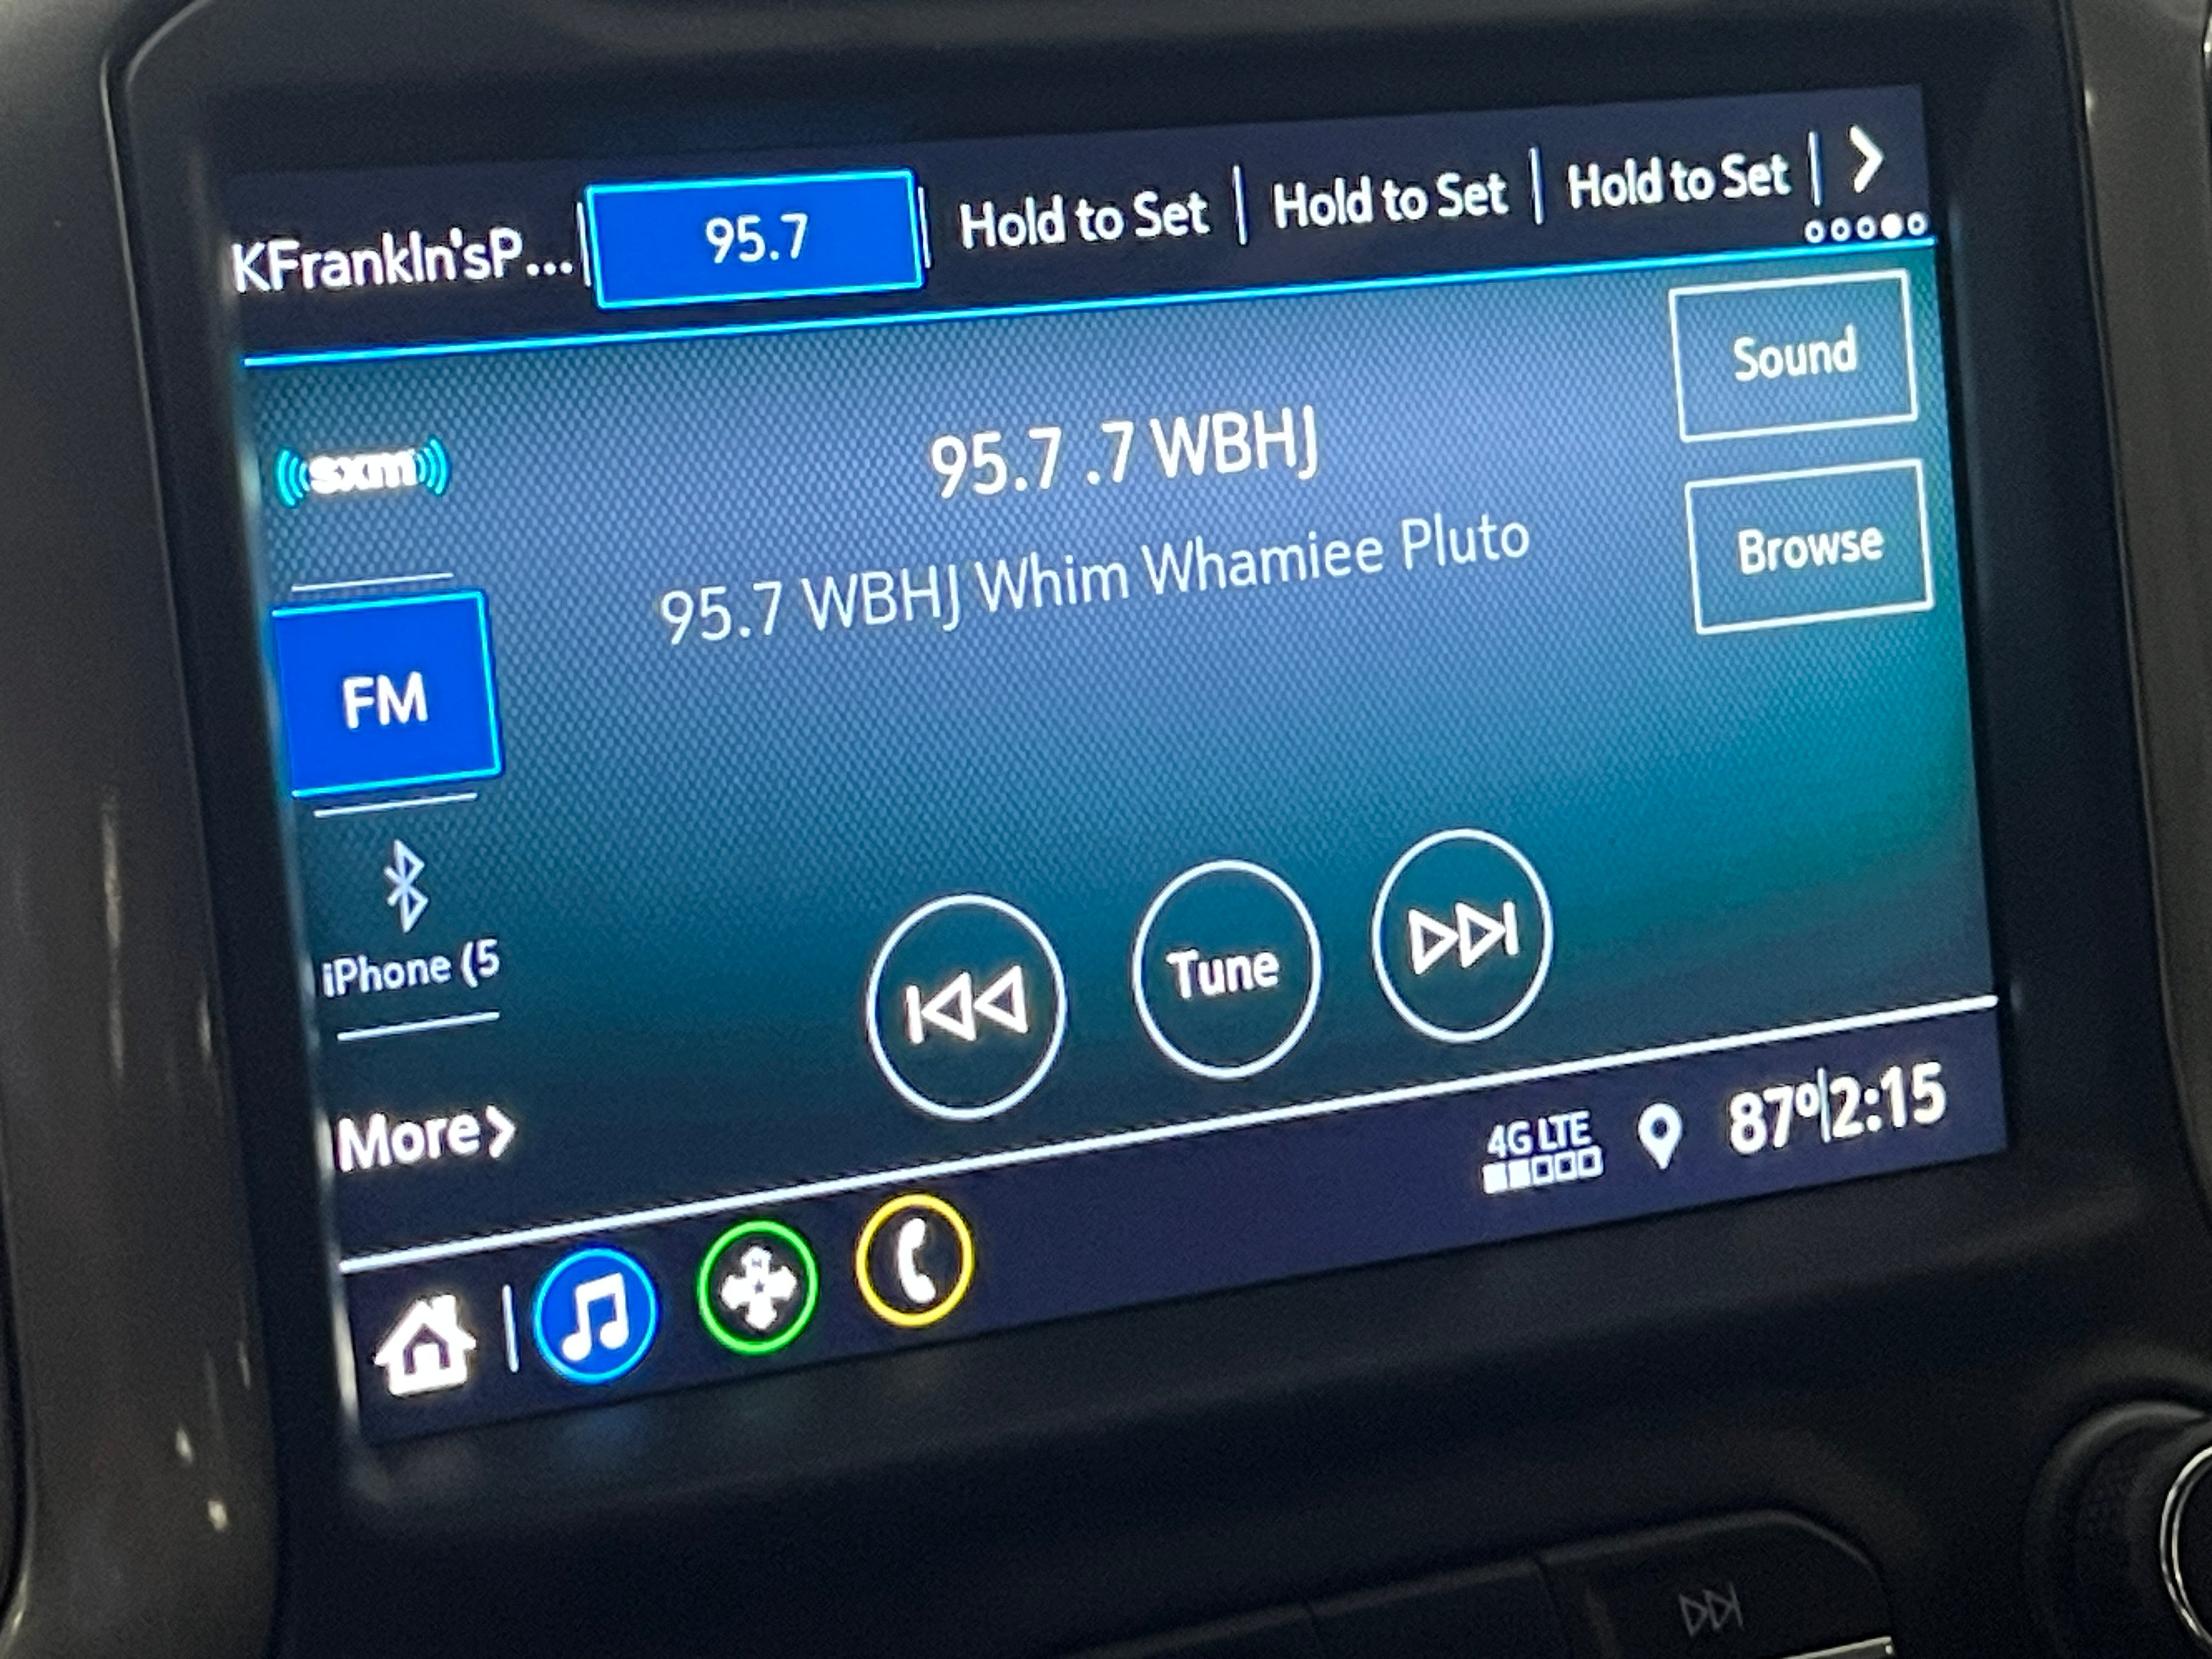 KFrankln'sP... | 95.7 | Hold to Set | Hold to Set | Hold to Set |
Sound
sxm
95.7 .7 WBHJ
95.7 WBHJ Whim Whamiee Pluto
Browse
FM
iPhone (5
Tune
More
4G LTE
87º|2:15